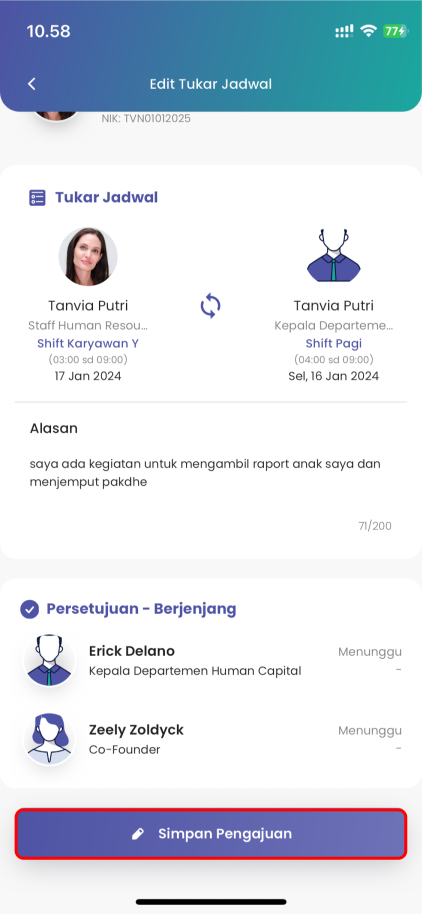 10.58
77
Edit Tukar Jadwal
NIK: TVN01012025
Tukar Jadwal
Tanvia Putri
Staff Human Resou...
Shift Karyawan Y
(03:00 sd 09:00)
17 Jan 2024
Tanvia Putri
Kepala Departeme...
Shift Pagi
(04:00 sd 09:00)
Sel, 16 Jan 2024
Alasan
saya ada kegiatan untuk mengambil raport anak saya dan
menjemput pakdhe
71/200
Persetujuan - Berjenjang
Erick Delano
Menunggu
Kepala Departemen Human Capital
-
Zeely Zoldyck
Menunggu
Co-Founder
-
Simpan Pengajuan